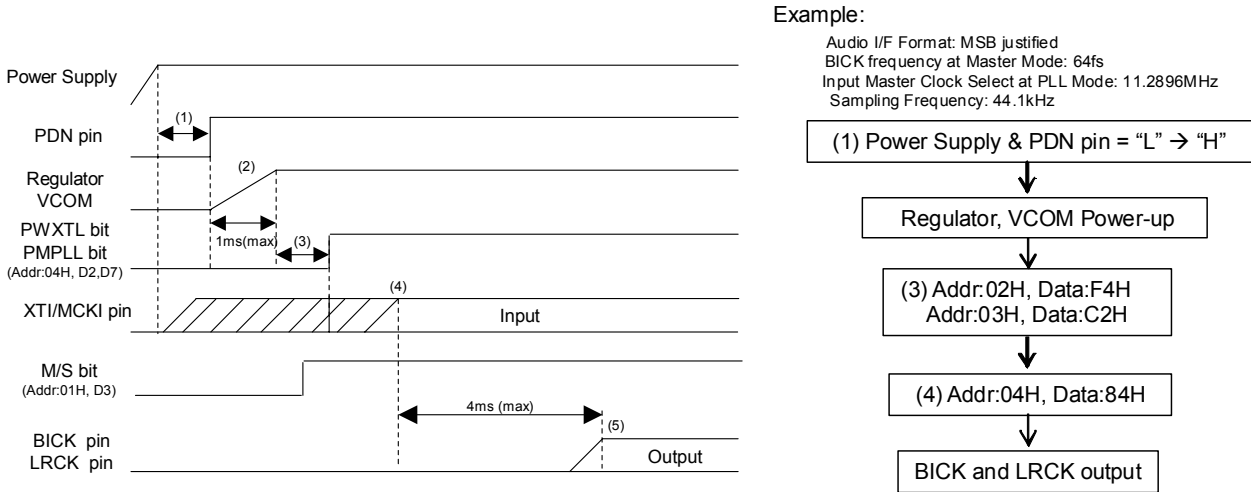 Power Supply
(1)
PDN pin
(2)
Regulator
VCOM
PWXTL bit
1ms(max)
(3)
PMPLL bit
(Addr:04H, D2,D7)
(4)
XTI/MCKI pin
Input
M/S bit
(Addr:01H, D3)
4ms (max)
(5)
BICK pin
LRCK pin
Output
Example:
Audio I/F Format: MSB justified
BICK frequency at Master Mode: 64fs
Input Master Clock Select at PLL Mode: 11.2896MHz
Sampling Frequency: 44.1kHz
(1) Power Supply & PDN pin = “L” → “H”
Regulator, VCOM Power-up
(3) Addr:02H, Data:F4H
Addr:03H, Data:C2H
(4) Addr:04H, Data:84H
BICK and LRCK output